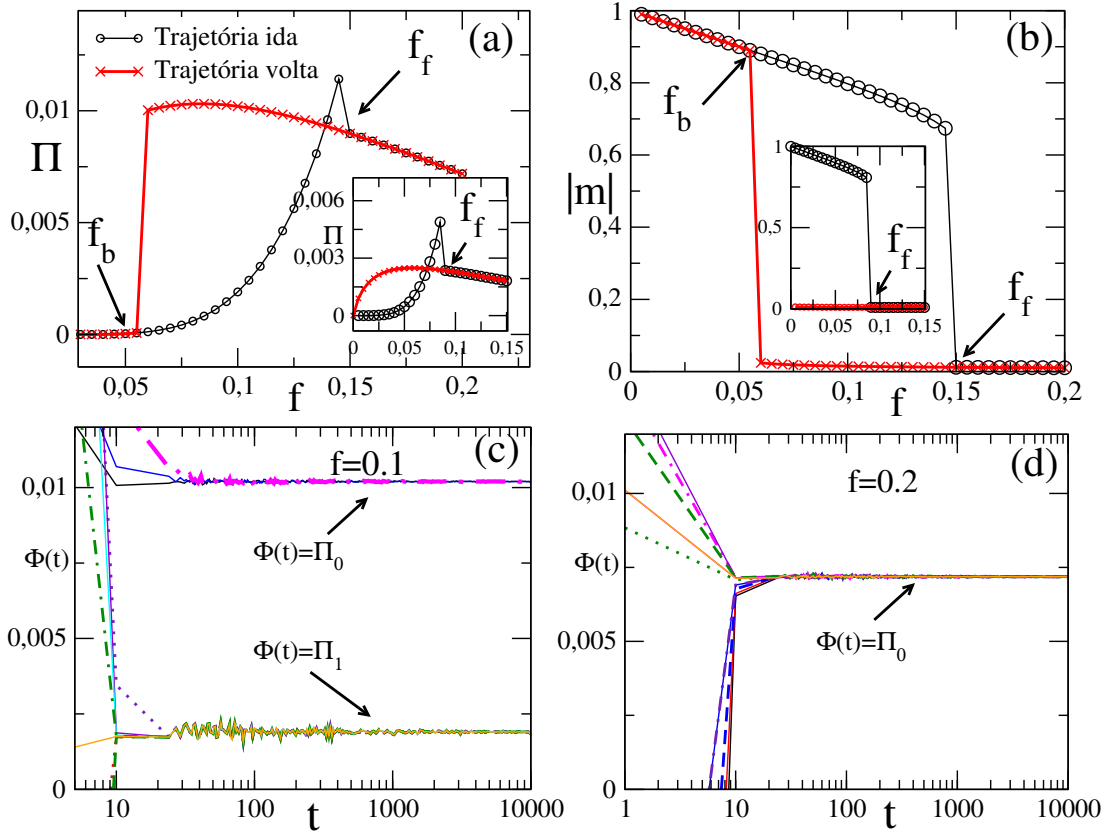 (a)
Trajetória ida
Trajetória volta
f_f
f_b
Π
0,01
0,005
0
0,05 0,1 0,15 0,2
f
0,006
Π
0,003
0
f_f
0 0,05 0,1 0,15
(b)
1
0,8
0,6
|m|
0,4
0,2
0
f_b
f_f
0 0,05 0,1 0,15 0,2
f
1
0,5
0
f_f
0 0,05 0,1 0,15
(c)
f=0.1
0,01
Φ(t)
0,005
0
Φ(t)=Π_0
Φ(t)=Π_1
10 100 1000 10000
t
(d)
f=0.2
0,01
Φ(t)
0,005
0
Φ(t)=Π_0
1 10 100 1000 10000
t